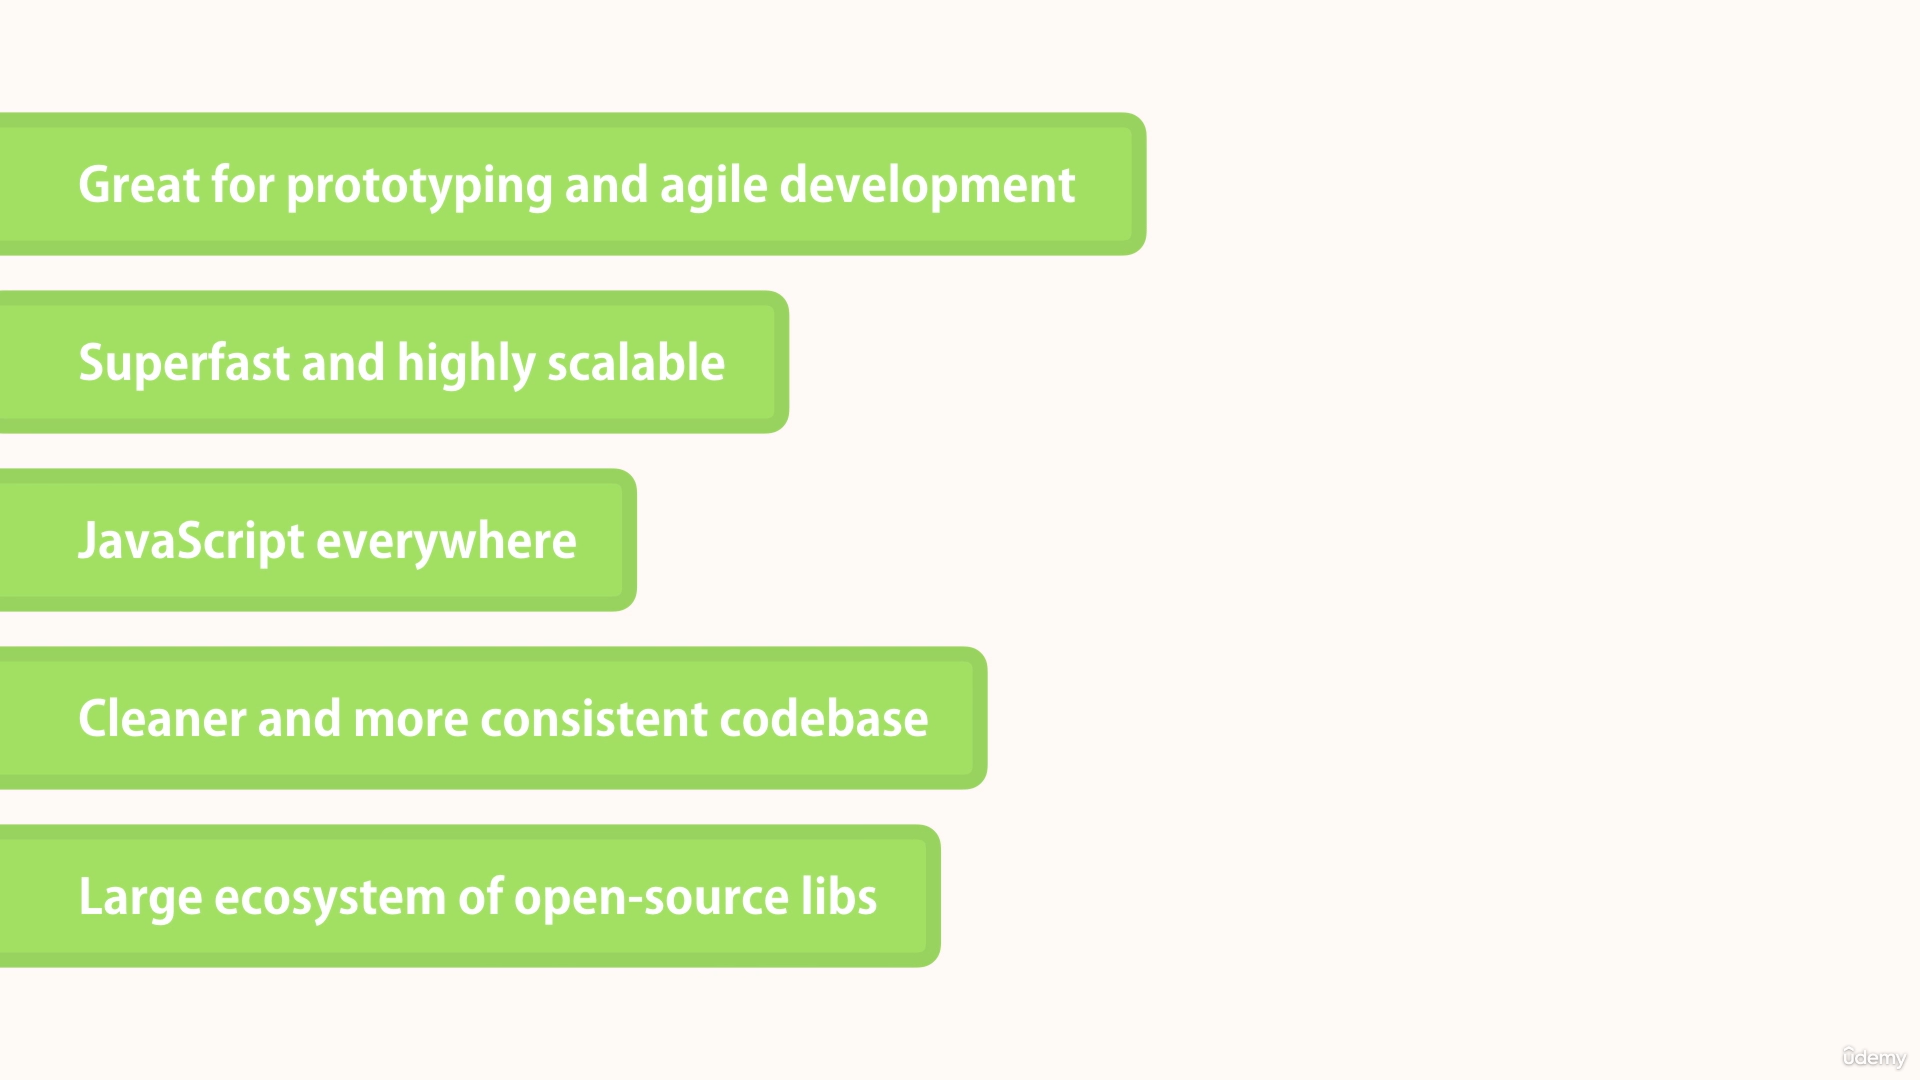 Great for prototyping and agile development
Superfast and highly scalable
JavaScript everywhere
Cleaner and more consistent codebase
Large ecosystem of open-source libs
ûdemy